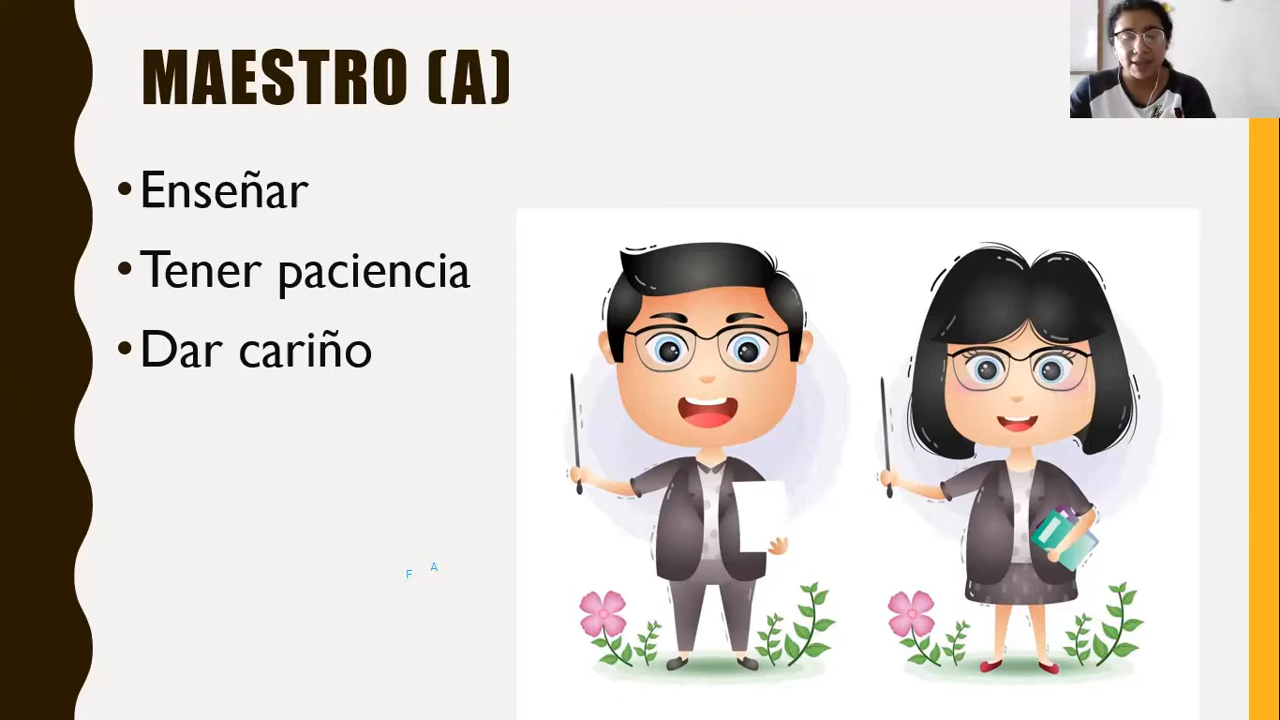 MAESTRO (A)
• Enseñar
• Tener paciencia
• Dar cariño
F A